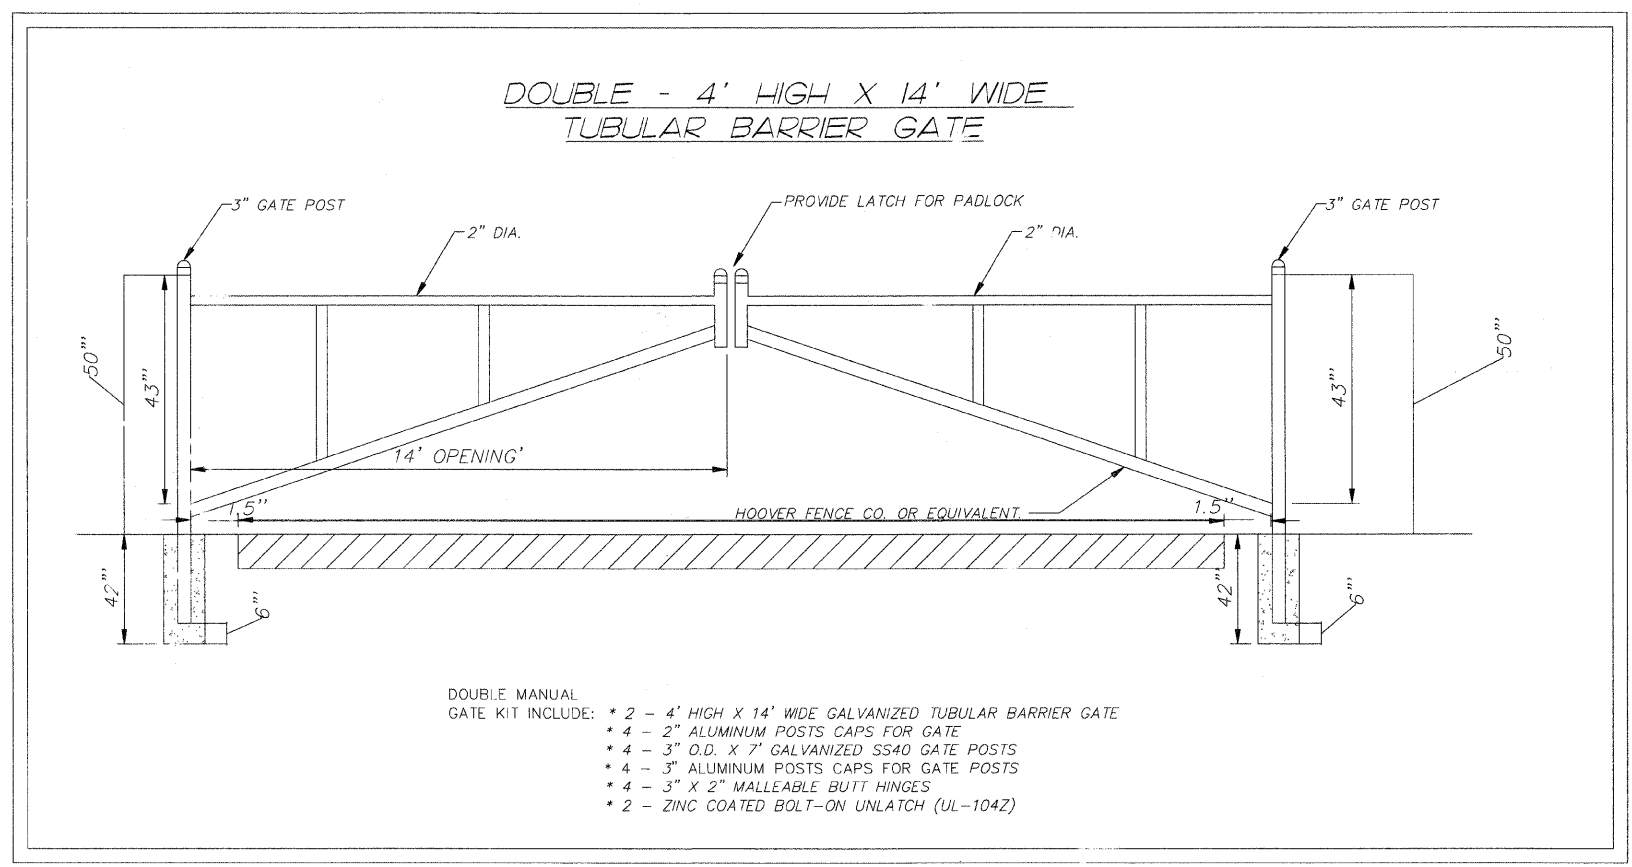 DOUBLE - 4' HIGH X 14' WIDE
TUBULAR BARRIER GATE
3" GATE POST
2" DIA.
PROVIDE LATCH FOR PADLOCK
2" DIA.
3" GATE POST
50"'
43"'
43"'
50"'
14' OPENING'
1.5"
HOOVER FENCE CO. OR EQUIVALENT.
1.5"
42"'
6"'
42"'
6"'
DOUBLE MANUAL
GATE KIT INCLUDE: * 2 - 4' HIGH X 14' WIDE GALVANIZED TUBULAR BARRIER GATE
* 4 - 2" ALUMINUM POSTS CAPS FOR GATE
* 4 - 3" O.D. X 7' GALVANIZED SS40 GATE POSTS
* 4 - 3" ALUMINUM POSTS CAPS FOR GATE POSTS
* 4 - 3" X 2" MALLEABLE BUTT HINGES
* 2 - ZINC COATED BOLT-ON UNLATCH (UL-104Z)